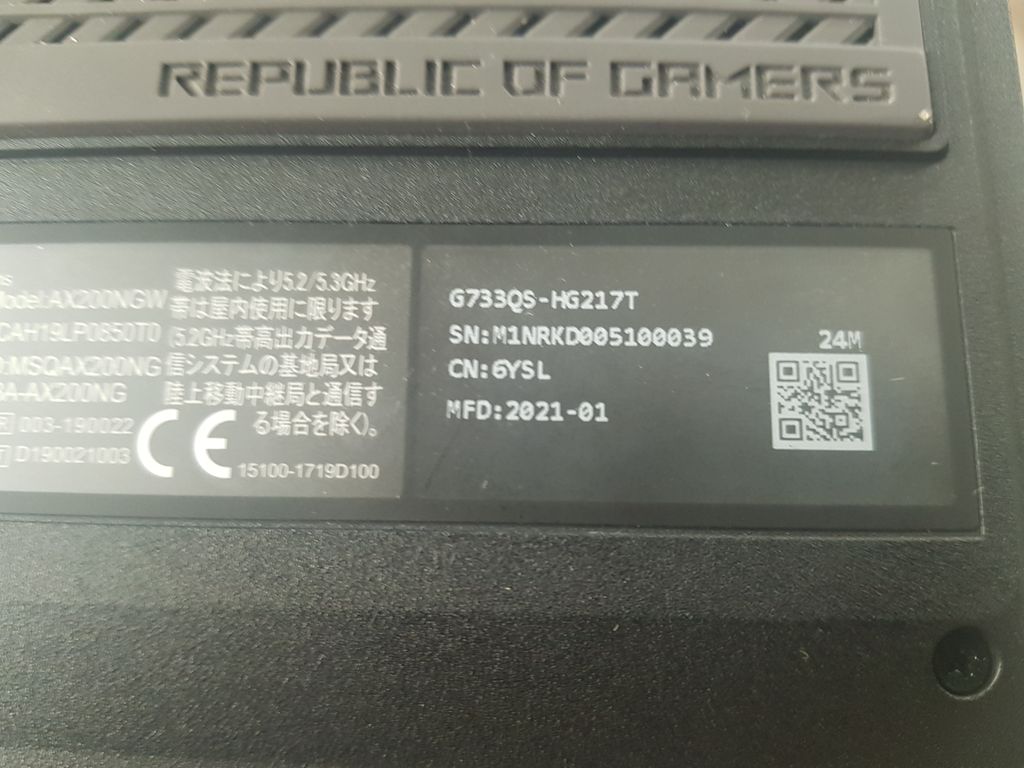 REPUBLIC OF GAMERS
Model:AX200NGW
CAH19LP0850T0
D:MSQAX200NG
BA-AX200NG
R 003-190022
T D190021003
電波法により5.2/5.3GHz
帯は屋内使用に限ります
(5.2GHz帯高出力データ通
信システムの基地局又は
陸上移動中継局と通信す
る場合を除く)。
CE
15100-1719D100
G733QS-HG217T
SN:M1NRKD005100039
CN:6YSL
MFD:2021-01
24M